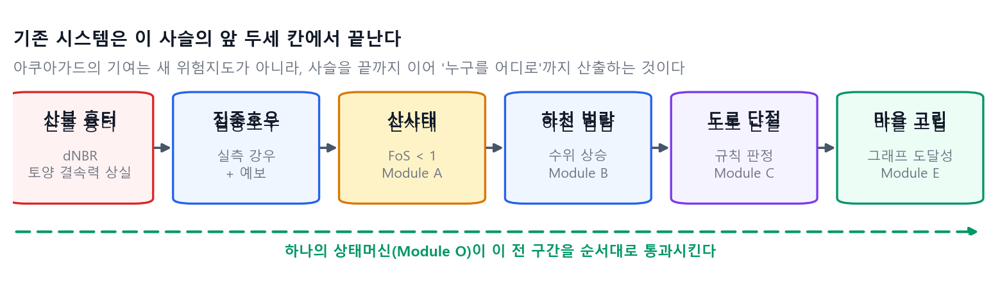 기존 시스템은 이 사슬의 앞 두세 칸에서 끝난다
아쿠아가드의 기여는 새 위험지도가 아니라, 사슬을 끝까지 이어 '누구를 어디로'까지 산출하는 것이다
산불 흉터
dNBR
토양 결속력 상실
집중호우
실측 강우
+ 예보
산사태
FoS < 1
Module A
하천 범람
수위 상승
Module B
도로 단절
규칙 판정
Module C
마을 고립
그래프 도달성
Module E
하나의 상태머신(Module O)이 이 전 구간을 순서대로 통과시킨다